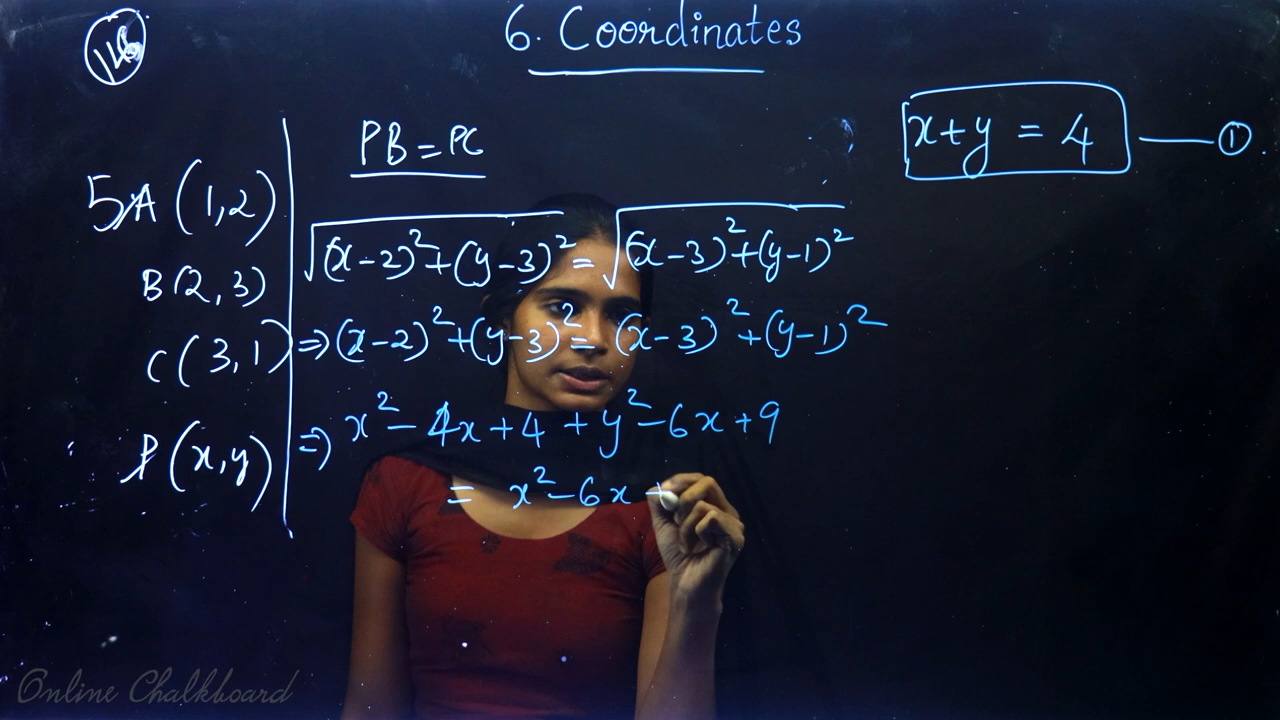 6. Coordinates
146
x+y = 4 —— ①.
PB = PC
5) A (1,2)
B (2,3)
C (3,1)
P (x,y)
√(x-2)²+(y-3)² = √(x-3)²+(y-1)²
⇒ (x-2)²+(y-3)² = (x-3)²+(y-1)²
⇒ x²-4x+4+y²-6x+9
= x²-6x+
Online Chalkboard